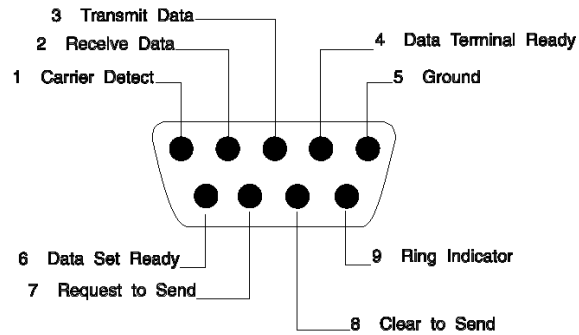 3 Transmit Data
2 Receive Data
4 Data Terminal Ready
1 Carrier Detect
5 Ground
6 Data Set Ready
9 Ring Indicator
7 Request to Send
8 Clear to Send